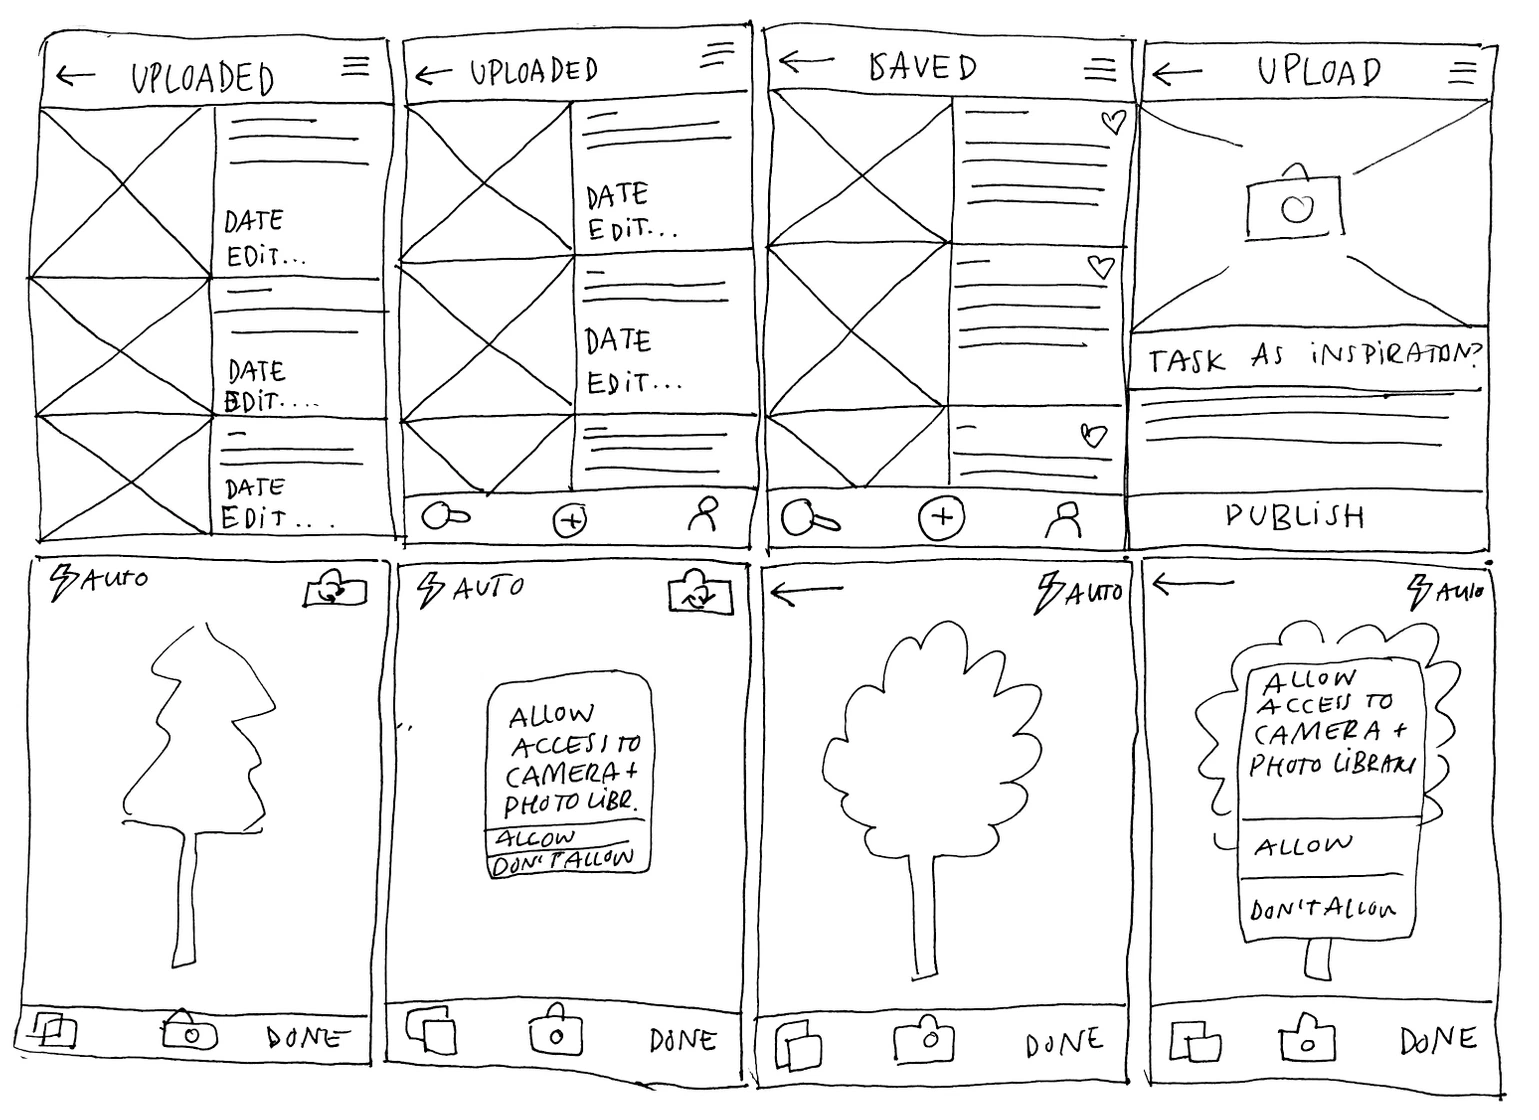 UPLOADED
DATE
EDIT...
DATE
EDIT....
DATE
EDIT...
UPLOADED
DATE
EDIT...
DATE
EDIT...
SAVED
UPLOAD
TASK AS INSPIRATON?
PUBLISH
AUTO
DONE
AUTO
ALLOW
ACCESS TO
CAMERA +
PHOTO LIBR.
ALLOW
DON'T ALLOW
DONE
AUTO
DONE
AUTO
ALLOW
ACCESS TO
CAMERA +
PHOTO LIBRARY
ALLOW
DON'T ALLOW
DONE